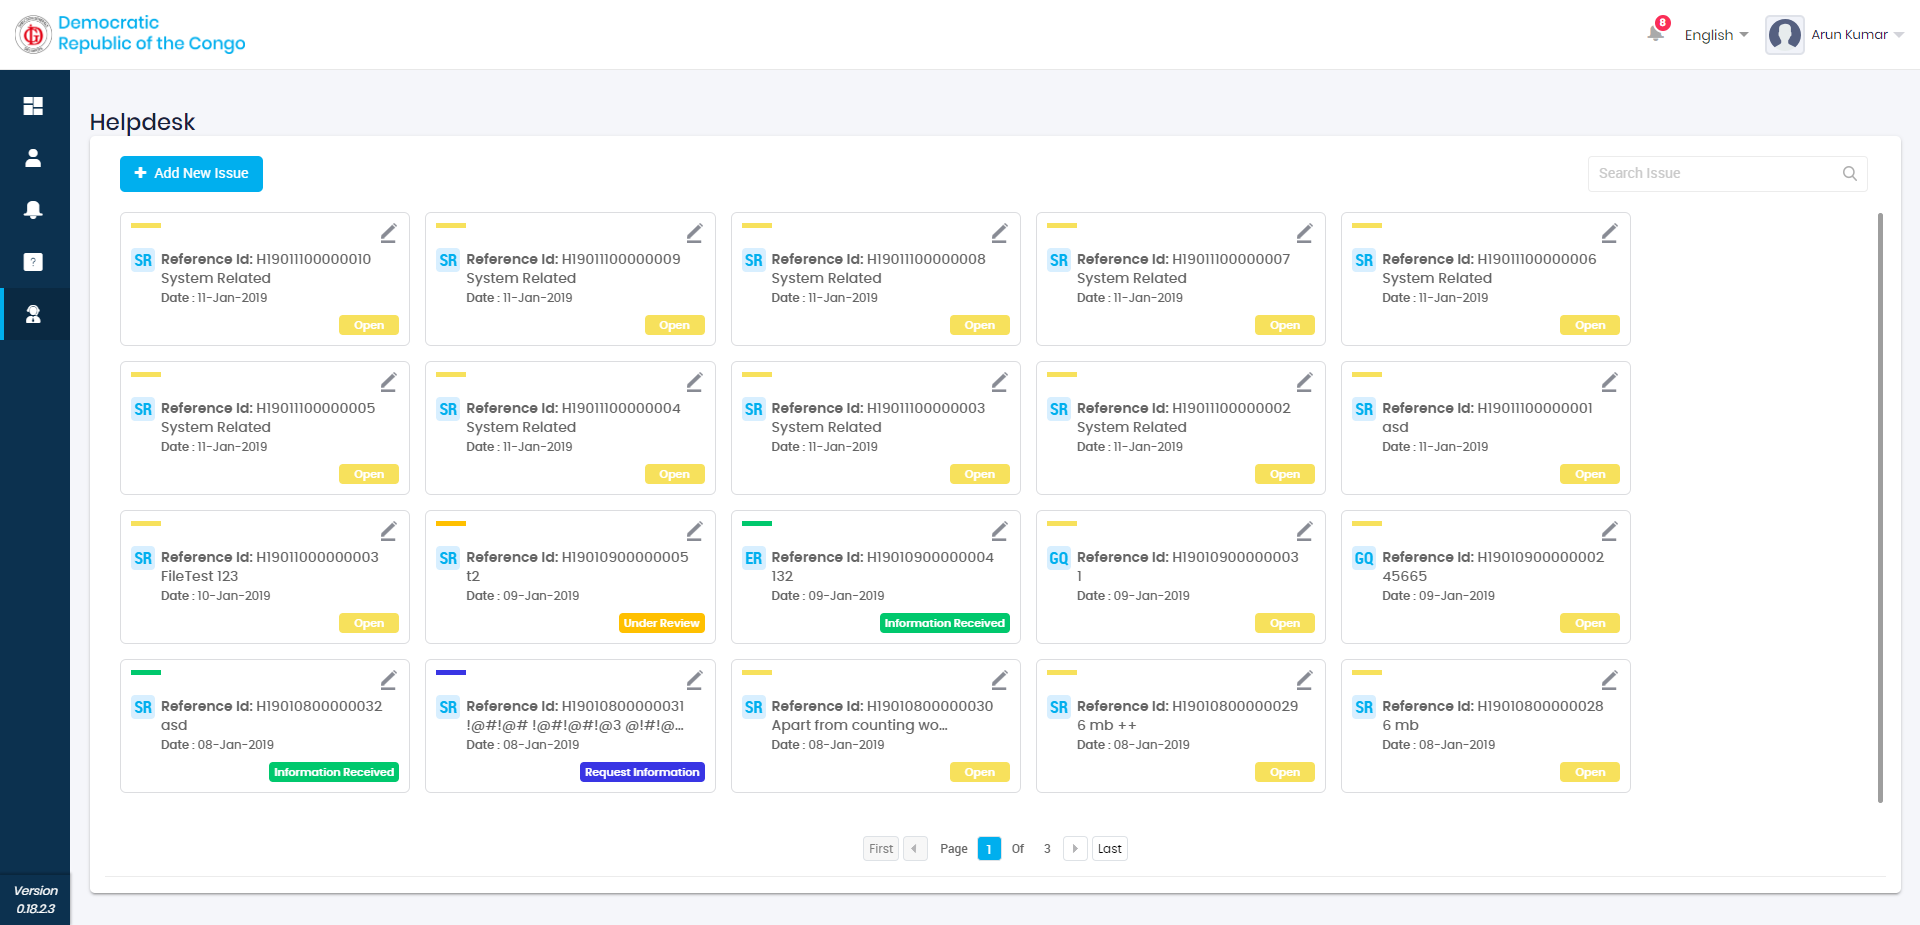 Democratic
Republic of the Congo
8
English
Arun Kumar
Helpdesk
Add New Issue
Search Issue
SR Reference Id: H19011100000010
System Related
Date : 11-Jan-2019
Open
SR Reference Id: H19011100000009
System Related
Date : 11-Jan-2019
Open
SR Reference Id: H19011100000008
System Related
Date : 11-Jan-2019
Open
SR Reference Id: H19011100000007
System Related
Date : 11-Jan-2019
Open
SR Reference Id: H19011100000006
System Related
Date : 11-Jan-2019
Open
SR Reference Id: H19011100000005
System Related
Date : 11-Jan-2019
Open
SR Reference Id: H19011100000004
System Related
Date : 11-Jan-2019
Open
SR Reference Id: H19011100000003
System Related
Date : 11-Jan-2019
Open
SR Reference Id: H19011100000002
System Related
Date : 11-Jan-2019
Open
SR Reference Id: H19011100000001
asd
Date : 11-Jan-2019
Open
SR Reference Id: H19011000000003
FileTest 123
Date : 10-Jan-2019
Open
SR Reference Id: H19010900000005
t2
Date : 09-Jan-2019
Under Review
ER Reference Id: H19010900000004
132
Date : 09-Jan-2019
Information Received
GQ Reference Id: H19010900000003
1
Date : 09-Jan-2019
Open
GQ Reference Id: H19010900000002
45665
Date : 09-Jan-2019
Open
SR Reference Id: H19010800000032
asd
Date : 08-Jan-2019
Information Received
SR Reference Id: H19010800000031
!@#!@# !@#!@#!@3 @!#!@...
Date : 08-Jan-2019
Request Information
SR Reference Id: H19010800000030
Apart from counting wo...
Date : 08-Jan-2019
Open
SR Reference Id: H19010800000029
6 mb ++
Date : 08-Jan-2019
Open
SR Reference Id: H19010800000028
6 mb
Date : 08-Jan-2019
Open
First Page 1 Of 3 Last
Version
0.18.2.3